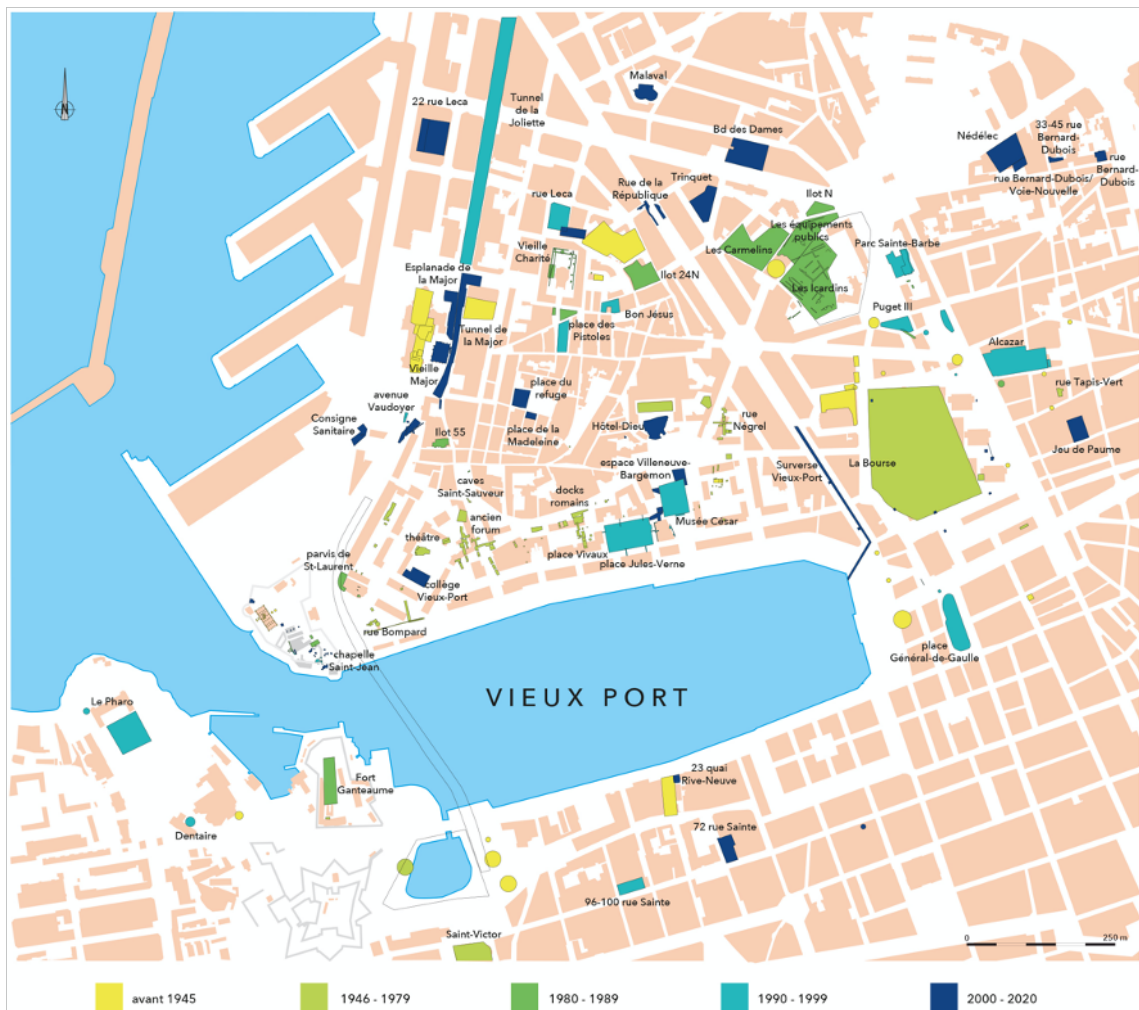 N
Malaval
22 rue Leca
Tunnel
de la
Joliette
Bd des Dames
Nédélec
33-45 rue
Bernard-
Dubois
rue
Bernard-
Dubois
rue Bernard-Dubois/
Voie-Nouvelle
Trinquet
Rue de la
République
rue Leca
Ilot N
Les équipements
publics
Les Carmelins
Parc Sainte-Barbe
Vieille
Charité
Esplanade de
la Major
Ilot 24N
Les Icardins
Puget III
Bon Jésus
place des
Pistoles
Tunnel de
la Major
Alcazar
Vieille
Major
place du
refuge
rue Tapis-Vert
avenue
Vaudoyer
Consigne
Sanitaire
Ilot 55
place de la
Madeleine
Hôtel-Dieu
rue
Négrel
Jeu de Paume
La Bourse
Surverse
Vieux-Port
espace Villeneuve-
Bargemon
caves
Saint-Sauveur
docks
romains
ancien
forum
Musée César
théâtre
place Vivaux
place Jules-Verne
parvis de
St-Laurent
collège
Vieux-Port
rue Bompard
chapelle
Saint-Jean
place
Général-de-Gaulle
VIEUX PORT
Le Pharo
Fort
Ganteaume
23 quai
Rive-Neuve
Dentaire
72 rue Sainte
96-100 rue Sainte
Saint-Victor
0 250 m
avant 1945
1946 - 1979
1980 - 1989
1990 - 1999
2000 - 2020